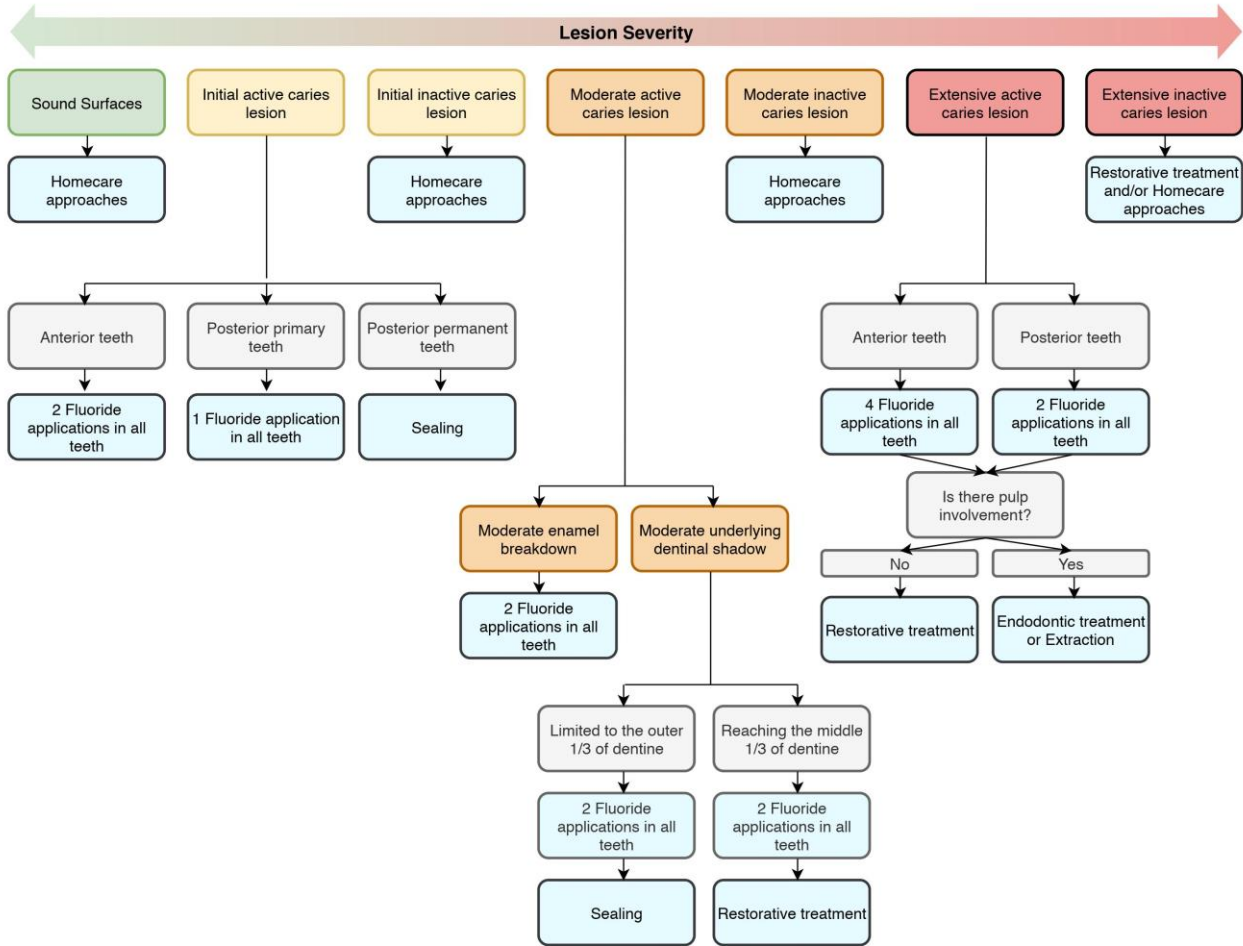 Lesion Severity
Sound Surfaces
Initial active caries
lesion
Initial inactive caries
lesion
Moderate active
caries lesion
Moderate inactive
caries lesion
Extensive active
caries lesion
Extensive inactive
caries lesion
Homecare
approaches
Homecare
approaches
Homecare
approaches
Restorative treatment
and/or Homecare
approaches
Anterior teeth
Posterior primary
teeth
Posterior permanent
teeth
Anterior teeth
Posterior teeth
2 Fluoride
applications in all
teeth
1 Fluoride application
in all teeth
Sealing
4 Fluoride
applications in all
teeth
2 Fluoride
applications in all
teeth
Is there pulp
involvement?
Moderate enamel
breakdown
Moderate underlying
dentinal shadow
No
Yes
2 Fluoride
applications in all
teeth
Restorative treatment
Endodontic treatment
or Extraction
Limited to the outer
1/3 of dentine
Reaching the middle
1/3 of dentine
2 Fluoride
applications in all
teeth
2 Fluoride
applications in all
teeth
Sealing
Restorative treatment